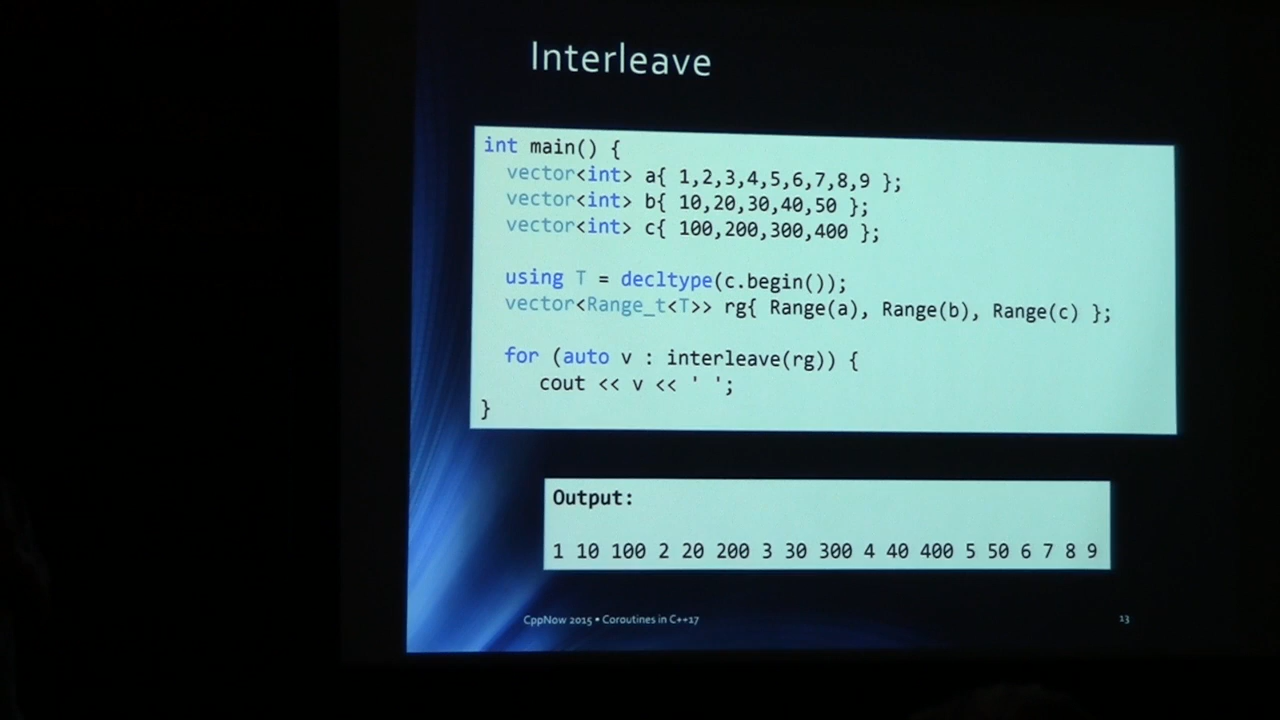 Interleave
int main() {
vector<int> a{ 1,2,3,4,5,6,7,8,9 };
vector<int> b{ 10,20,30,40,50 };
vector<int> c{ 100,200,300,400 };
using T = decltype(c.begin());
vector<Range_t<T>> rg{ Range(a), Range(b), Range(c) };
for (auto v : interleave(rg)) {
cout << v << ' ';
}
Output:
1 10 100 2 20 200 3 30 300 4 40 400 5 50 6 7 8 9
CppNow 2015 • Coroutines in C++17
13